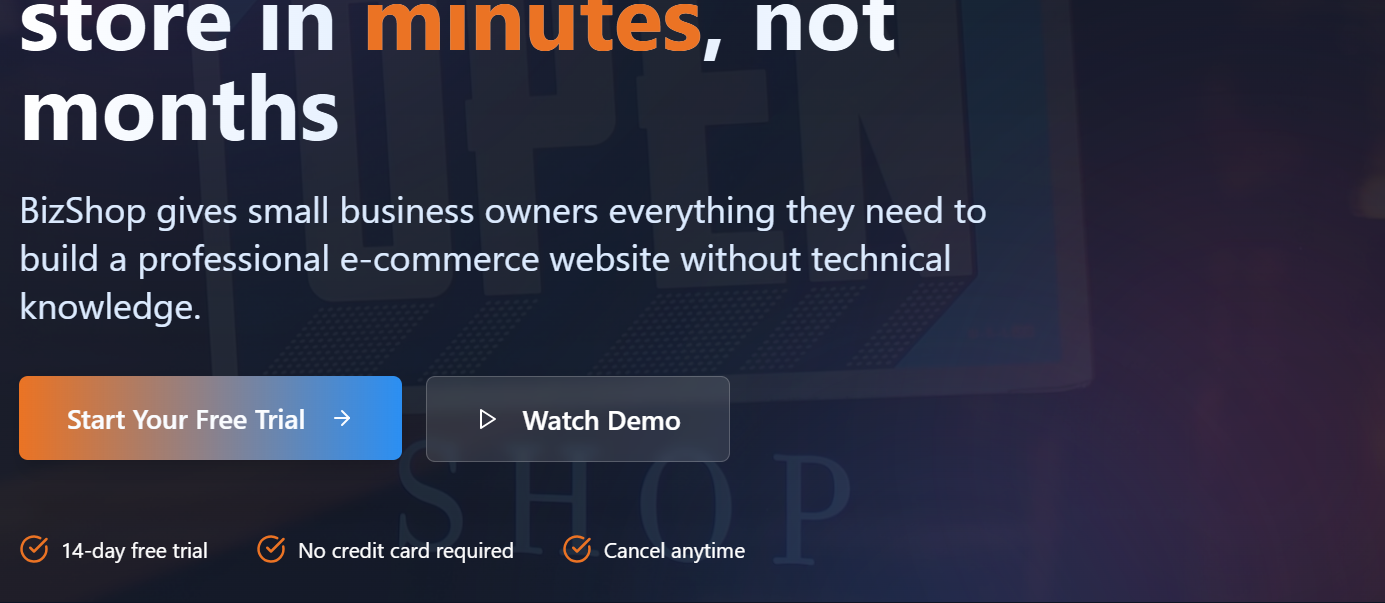 store in minutes, not
months
OPEN
BizShop gives small business owners everything they need to
build a professional e-commerce website without technical
knowledge.
Start Your Free Trial
Watch Demo
SHOP
14-day free trial
No credit card required
Cancel anytime